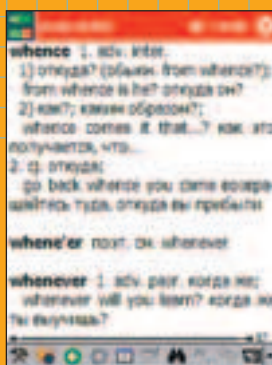 whence 1. adv. inter.
1) откуда? (обыкн. from whence?);
from whence is he? откуда он?
2) как?; каким образом?;
whence comes it that...? как это
получается, что...
2. cj. откуда;
go back whence you came возвра-
щайтесь туда, откуда вы прибыли
whene'er поэт. см. whenever
whenever 1. adv. разг. когда же;
whenever will you learn? когда же
ты выучишь?